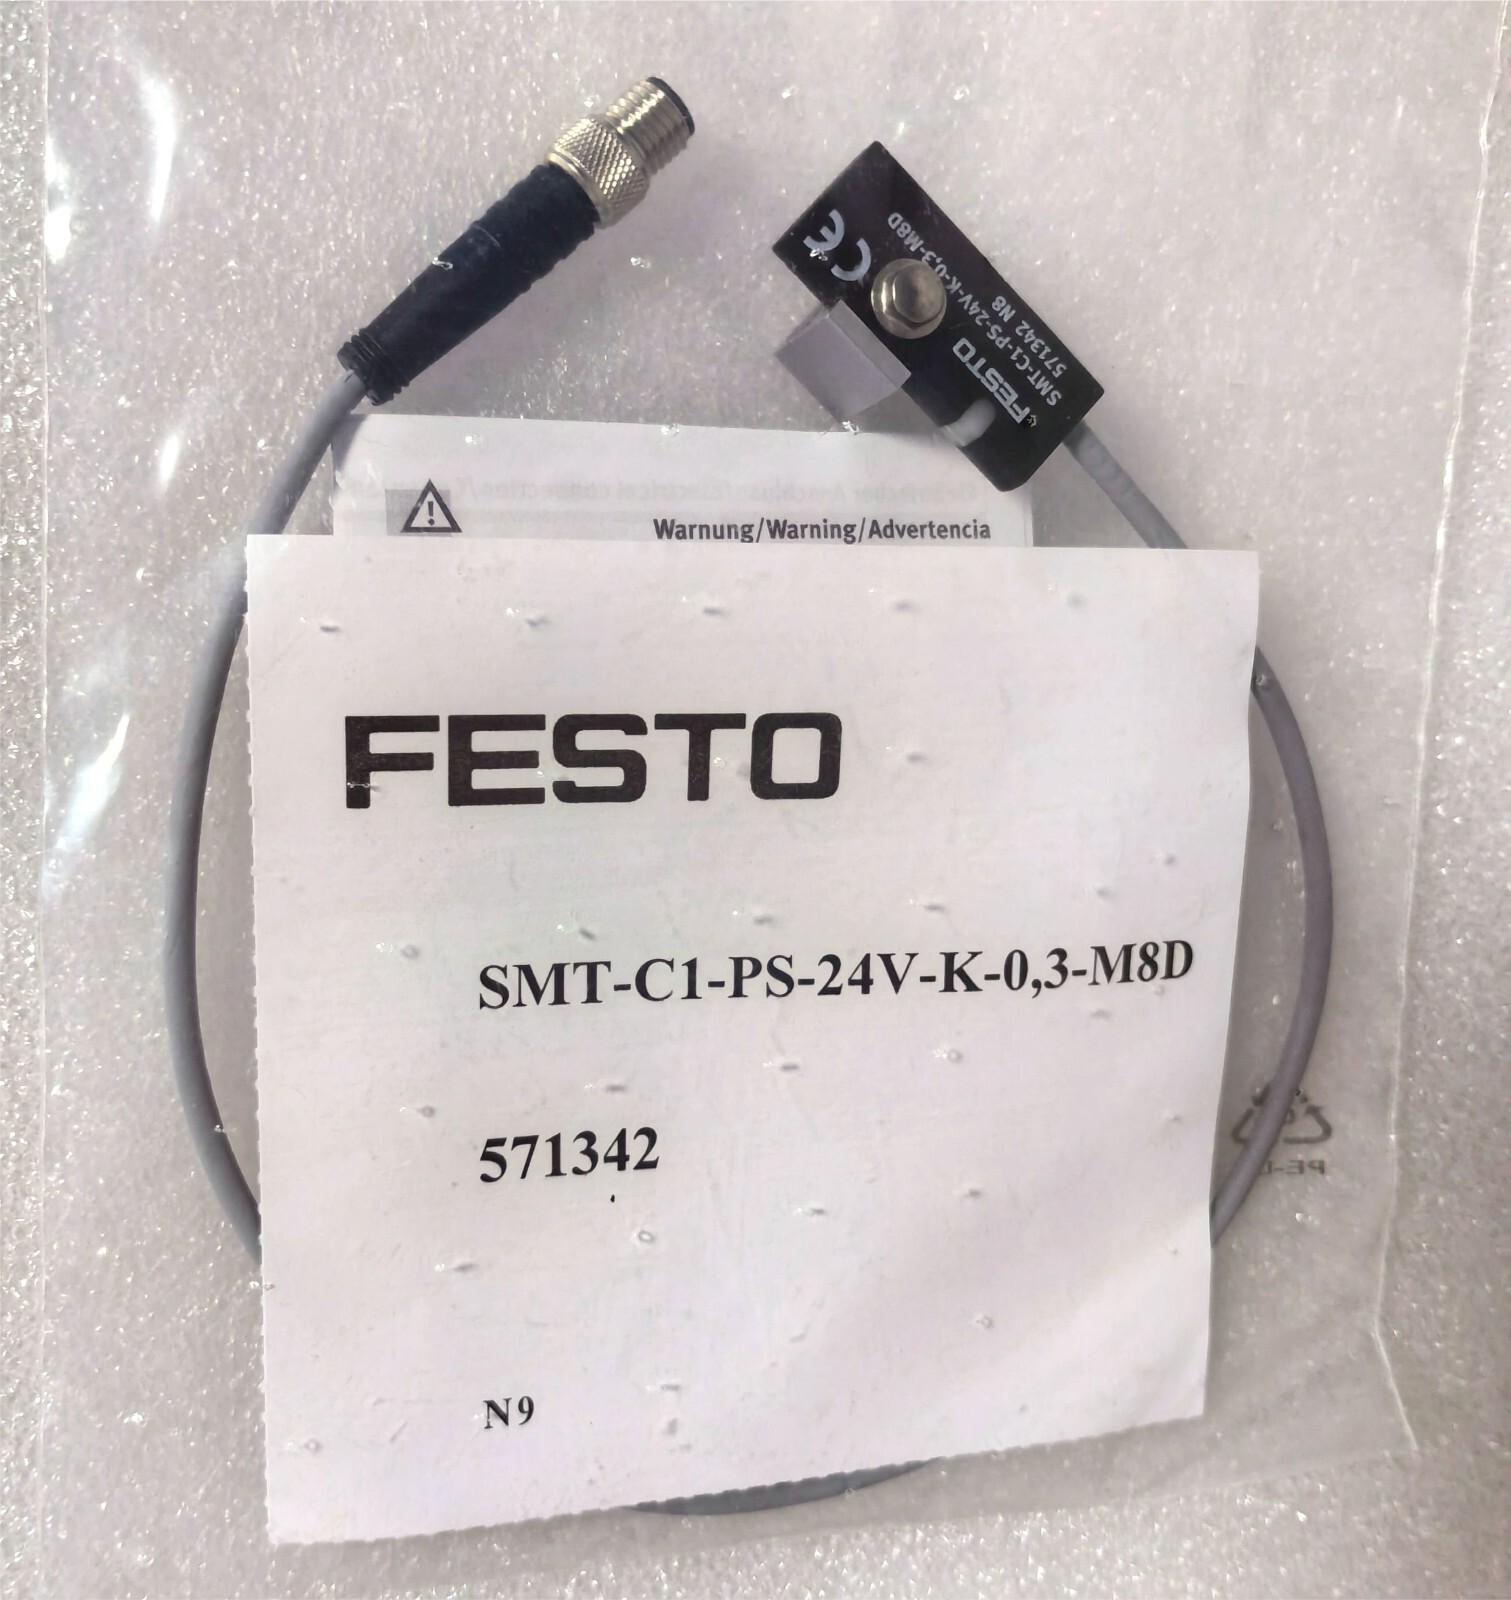 CE
FESTO
SMT-C1-PS-24V-K-0,3-M8D
571342 N8
Warnung/Warning/Advertencia
FESTO
SMT-C1-PS-24V-K-0,3-M8D
571342
N9